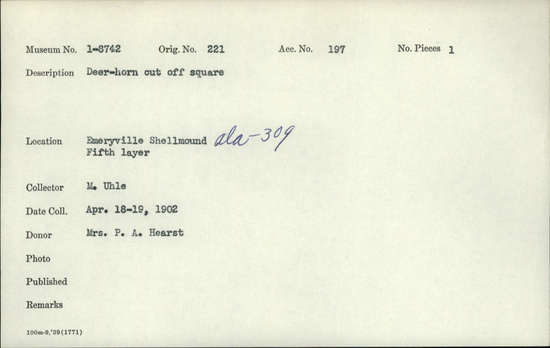 Museum No. 1-8742 Orig. No. 221 Acc. No. 197 No. Pieces 1
Description Deer-horn cut off square
Location Emeryville Shellmound ala-309
Fifth layer
Collector M. Uhle
Date Coll. Apr. 18-19, 1902
Donor Mrs. P. A. Hearst
Photo
Published
Remarks
100m-8,'39(1771)